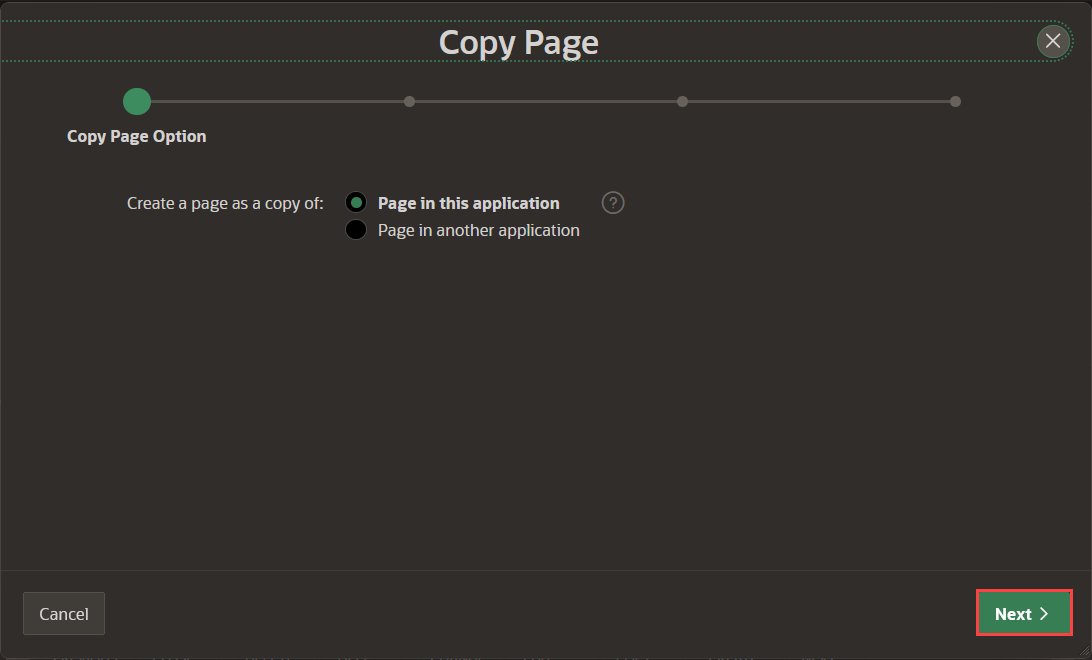 Copy Page
Copy Page Option
Create a page as a copy of:
Page in this application
?
Page in another application
Cancel
Next